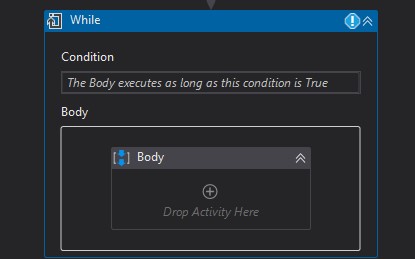 While
Condition
The Body executes as long as this condition is True
Body
Body
Drop Activity Here